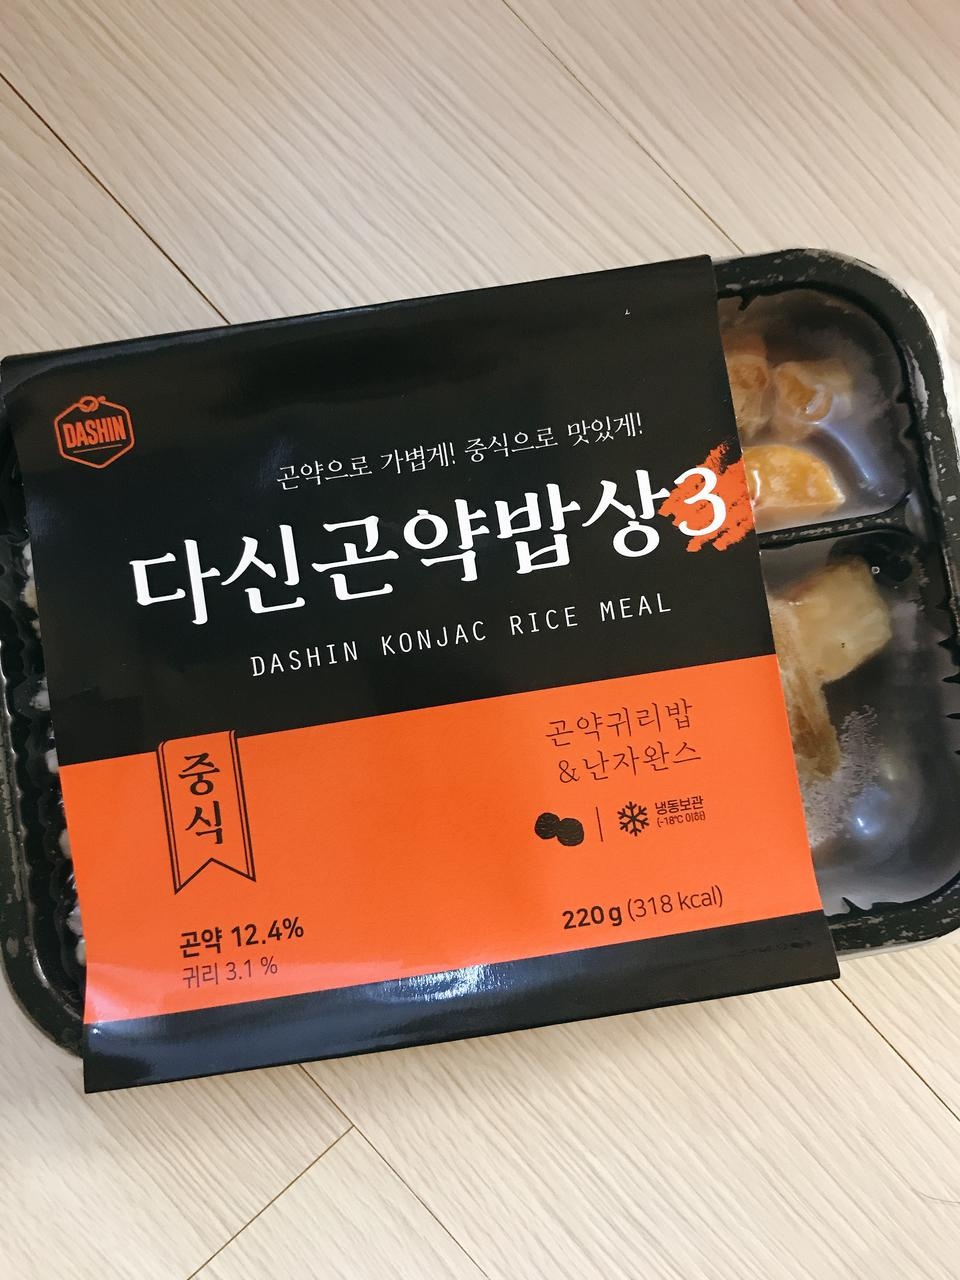 DASHIN
곤약으로 가볍게! 중식으로 맛있게!
다신곤약밥상3
DASHIN KONJAC RICE MEAL
중식
곤약귀리밥
&난자완스
냉동보관
(-18℃ 이하)
곤약 12.4%
귀리 3.1 %
220g (318 kcal)